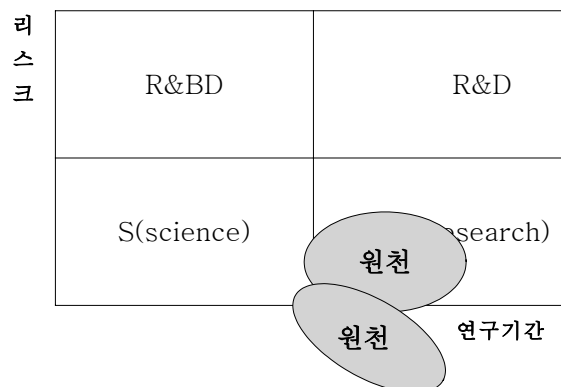 리
스
크
R&BD
R&D
S(science)
esearch)
원천
원천
연구기간